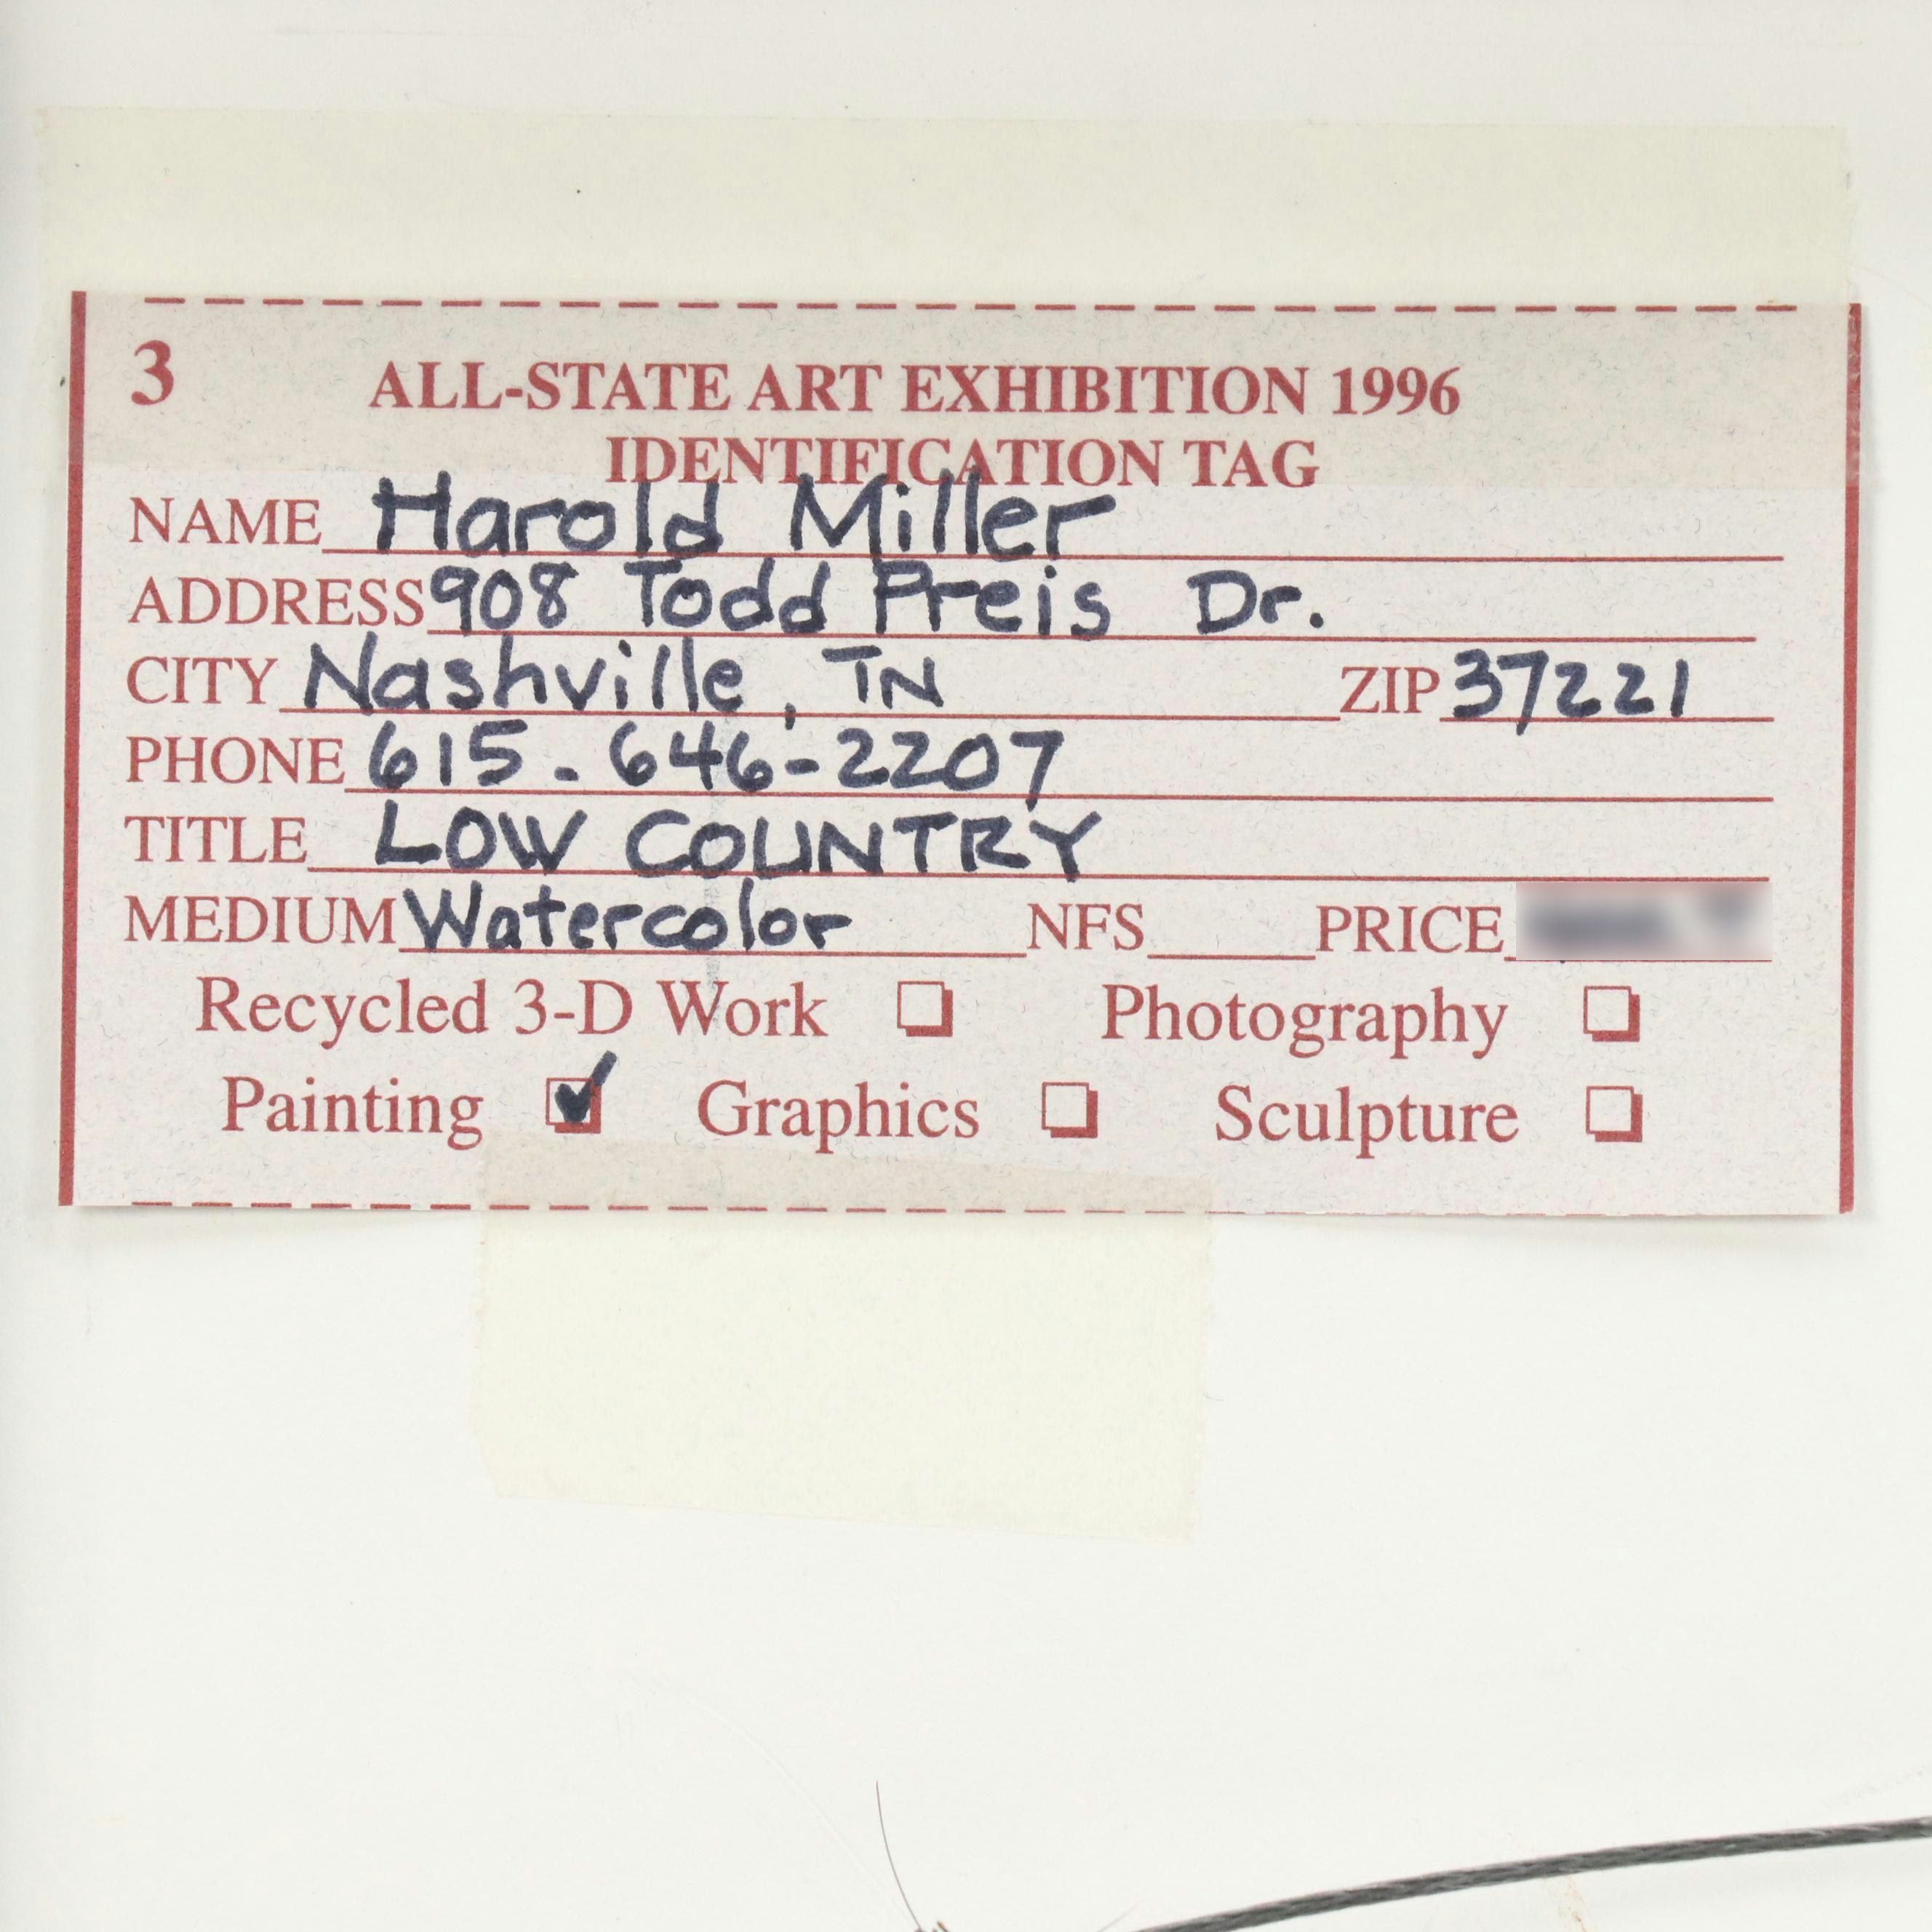 3 ALL-STATE ART EXHIBITION 1996
IDENTIFICATION TAG
NAME Harold Miller
ADDRESS 908 Todd Preis Dr.
CITY Nashville, TN ZIP 37221
PHONE 615-646-2207
TITLE LOW COUNTRY
MEDIUM Watercolor NFS PRICE
Recycled 3-D Work ❏ Photography ❏
Painting ☑ Graphics ❏ Sculpture ❏